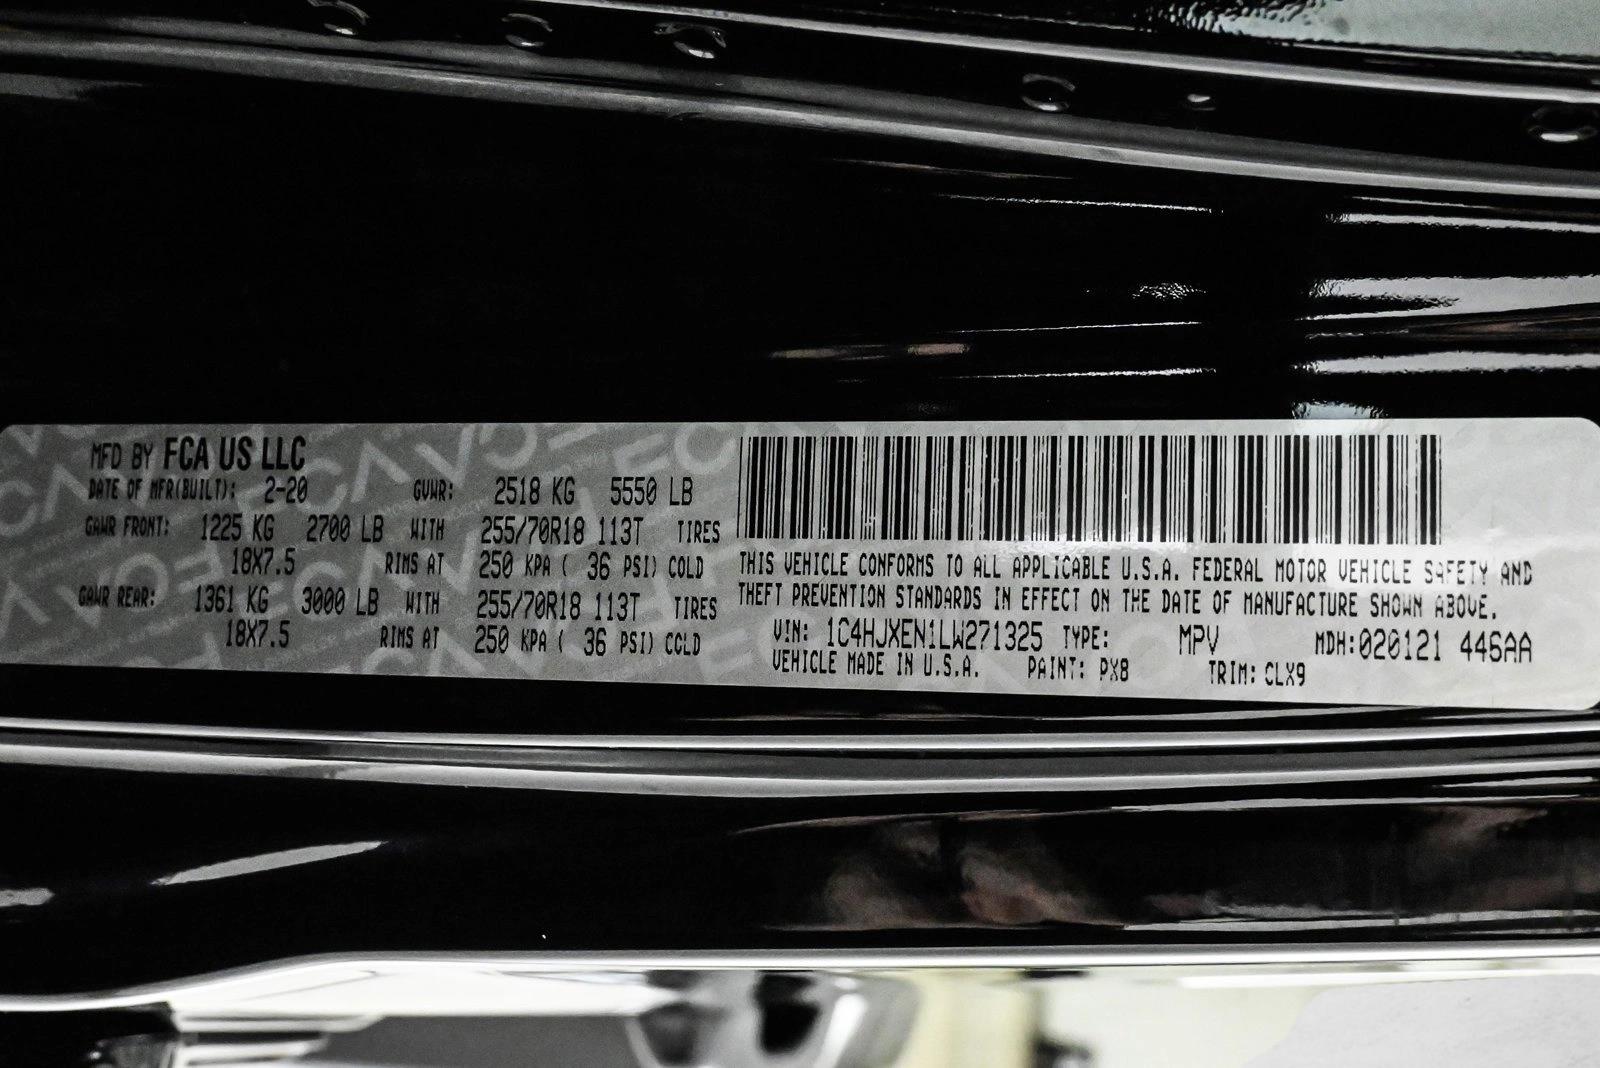 MFD BY FCA US LLC
DATE OF MFR(BUILT): 2-20 GVWR: 2518 KG 5550 LB
GAWR FRONT: 1225 KG 2700 LB WITH 255/70R18 113T TIRES
18X7.5 RIMS AT 250 KPA ( 36 PSI) COLD
GAWR REAR: 1361 KG 3000 LB WITH 255/70R18 113T TIRES
18X7.5 RIMS AT 250 KPA ( 36 PSI) COLD
THIS VEHICLE CONFORMS TO ALL APPLICABLE U.S.A. FEDERAL MOTOR VEHICLE SAFETY AND
THEFT PREVENTION STANDARDS IN EFFECT ON THE DATE OF MANUFACTURE SHOWN ABOVE.
VIN: 1C4HJXEN1LW271325 TYPE: MPV MDH:020121 446AA
VEHICLE MADE IN U.S.A. PAINT: PX8 TRIM: CLX9